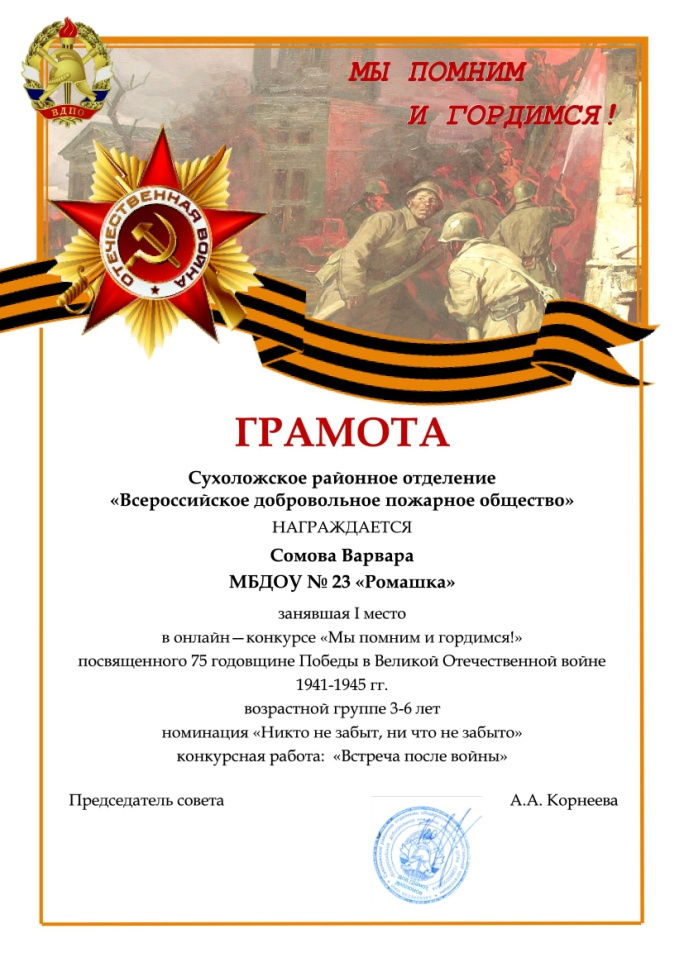 ВДПО
МЫ ПОМНИМ
И ГОРДИМСЯ!
ОТЕЧЕСТВЕННАЯ ВОЙНА
ГРАМОТА
Сухоложское районное отделение
«Всероссийское добровольное пожарное общество»
НАГРАЖДАЕТСЯ
Сомова Варвара
МБДОУ № 23 «Ромашка»
занявшая I место
в онлайн–конкурсе «Мы помним и гордимся!»
посвященного 75 годовщине Победы в Великой Отечественной войне
1941-1945 гг.
возрастной группе 3-6 лет
номинация «Никто не забыт, ни что не забыто»
конкурсная работа: «Встреча после войны»
Председатель совета А.А. Корнеева